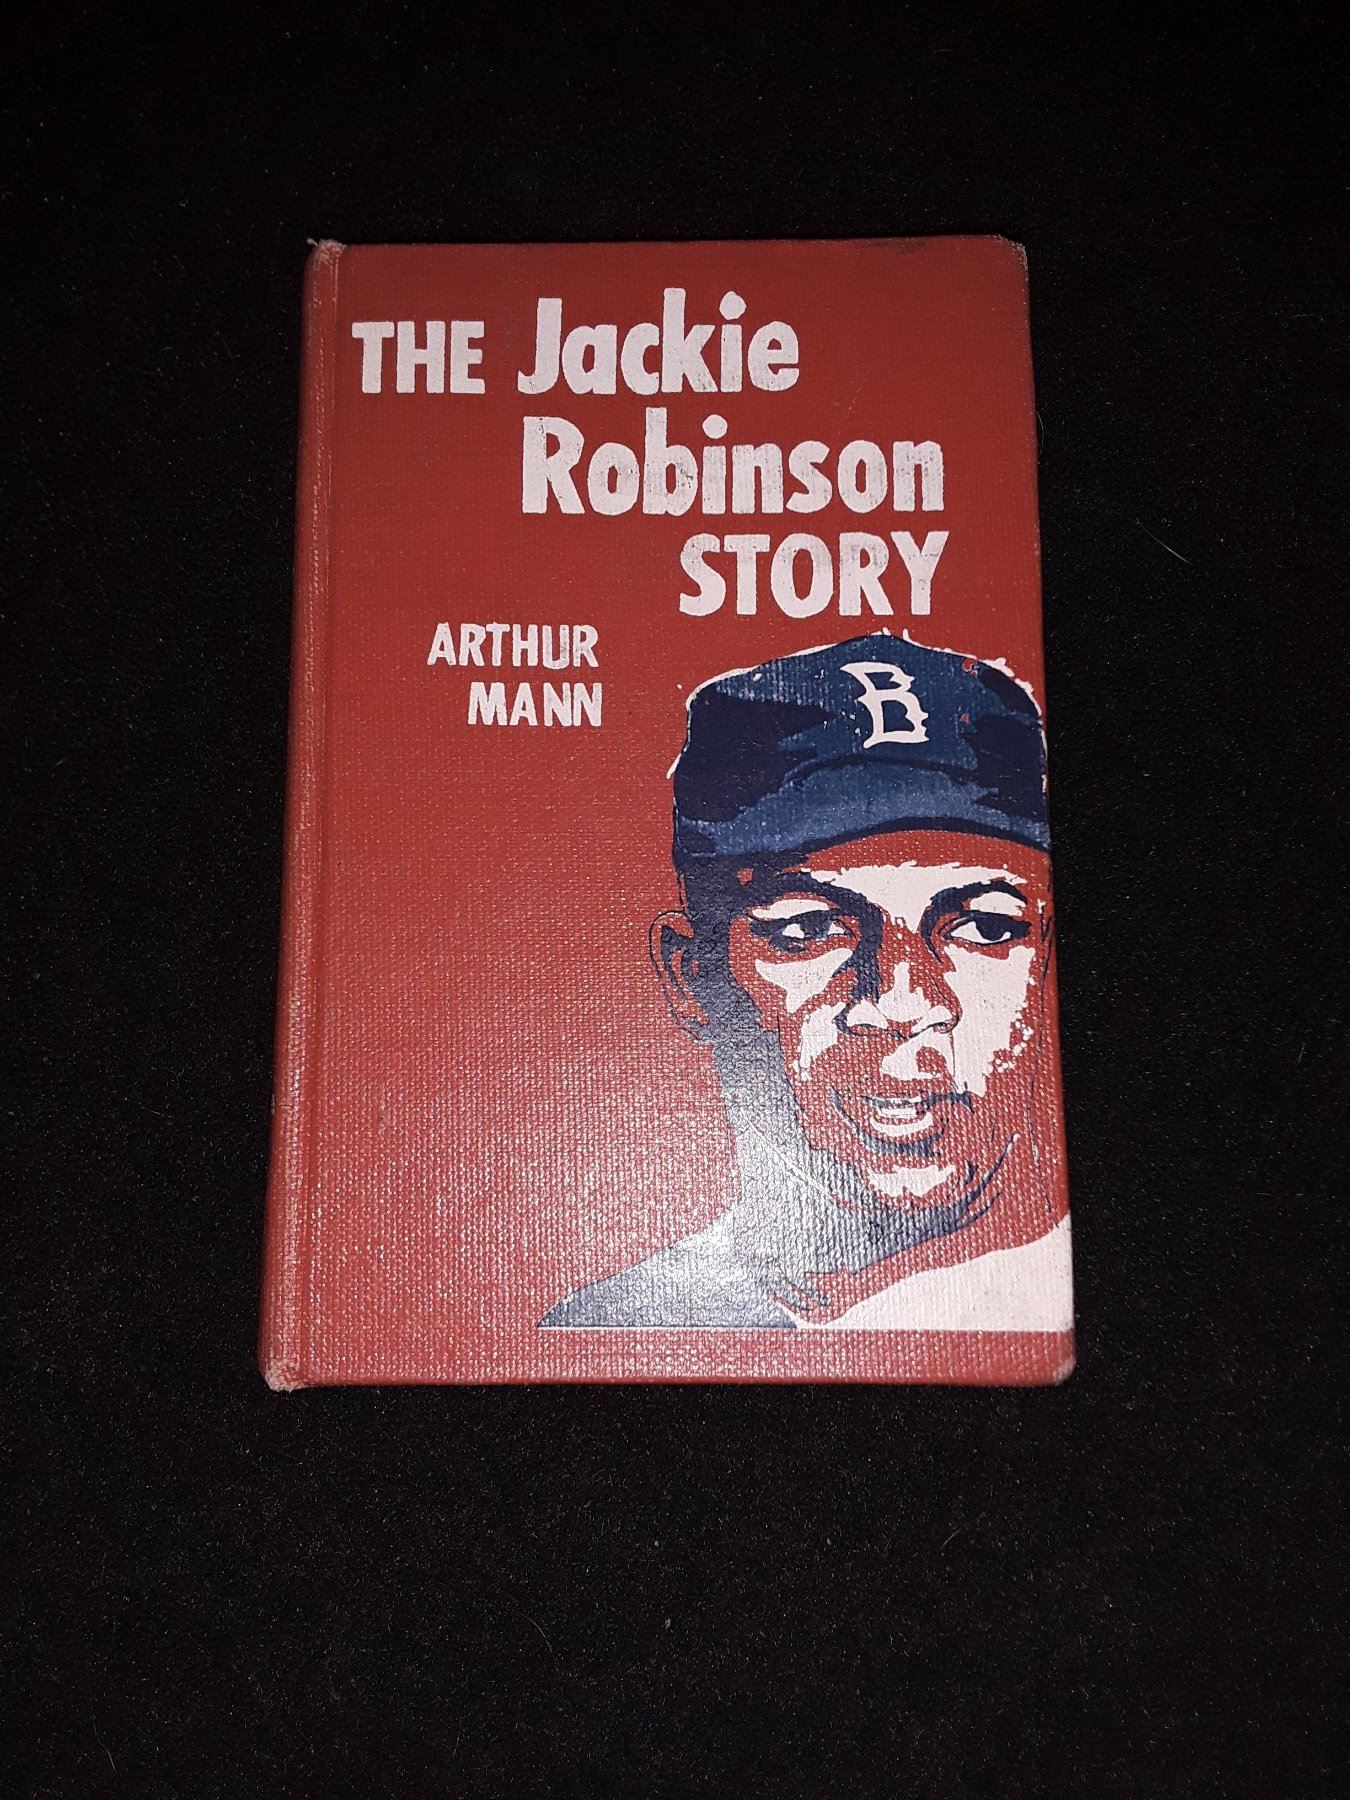 THE Jackie
Robinson
STORY
ARTHUR
MANN
B